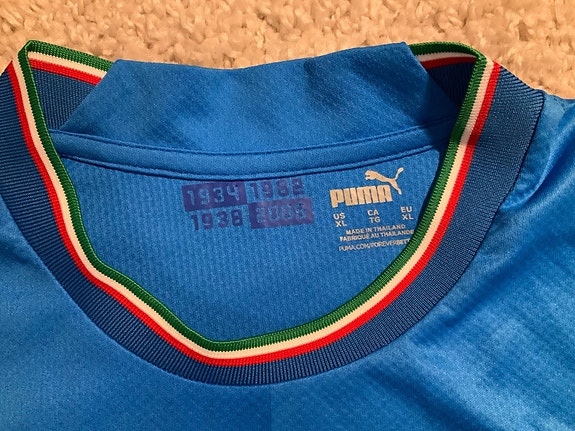 1934 1982
1938 2006
PUMA
US CA EU
XL TG XL
MADE IN THAILAND
FABRIQUÉ AU THAILANDE
PUMA.COM/FOREVERBETTER